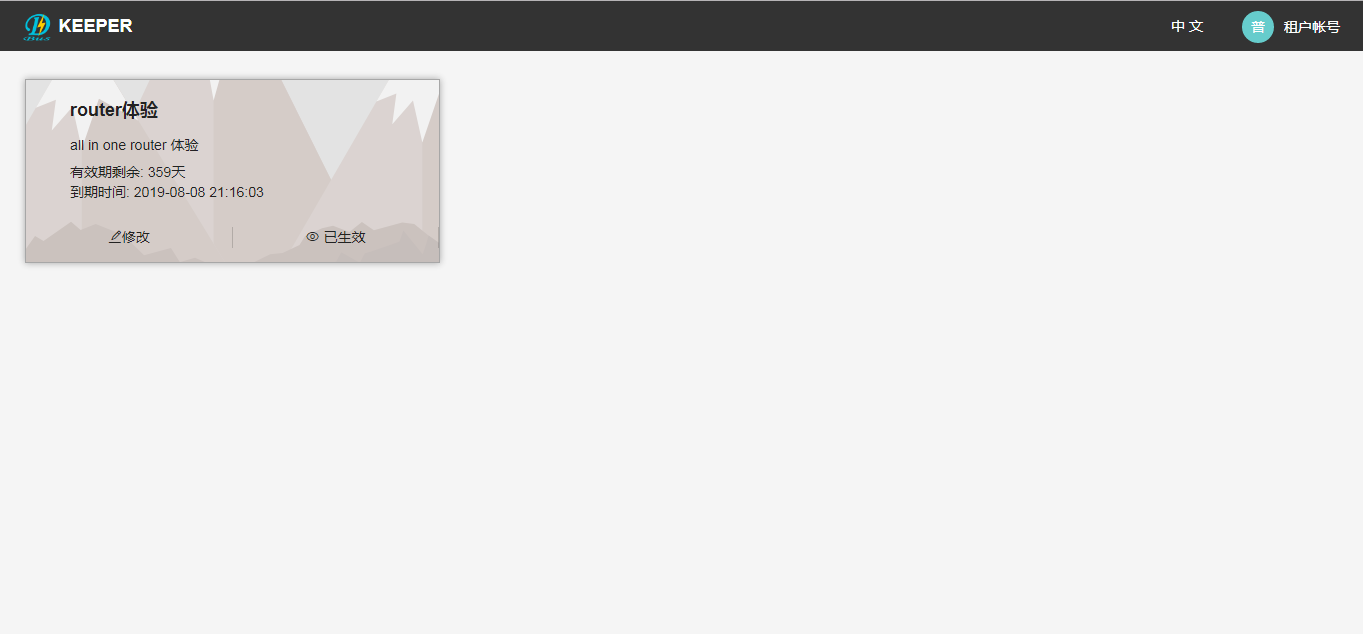 Bus KEEPER
中 文
普 租户帐号
router体验
all in one router 体验
有效期剩余: 359天
到期时间: 2019-08-08 21:16:03
修改
已生效